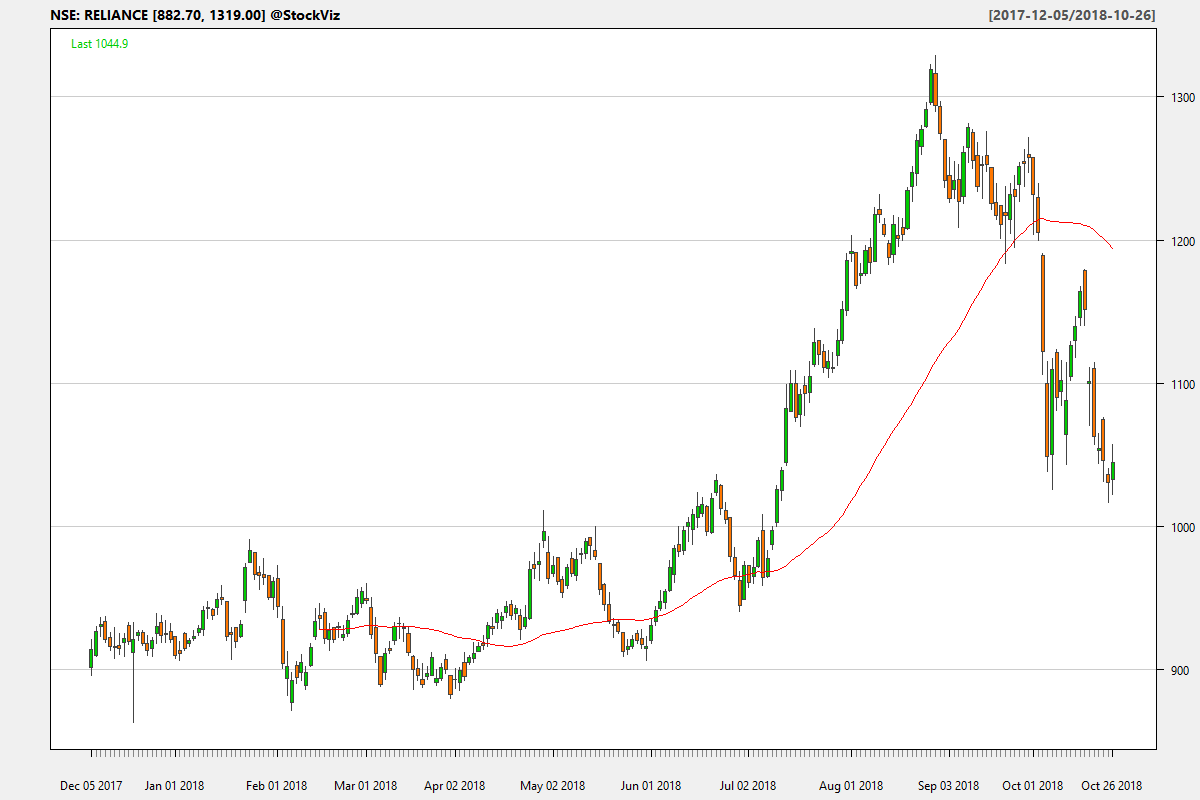 NSE: RELIANCE [882.70, 1319.00] @StockViz [2017-12-05/2018-10-26]
Last 1044.9
1300
1200
1100
1000
900
Dec 05 2017 Jan 01 2018 Feb 01 2018 Mar 01 2018 Apr 02 2018 May 02 2018 Jun 01 2018 Jul 02 2018 Aug 01 2018 Sep 03 2018 Oct 01 2018 Oct 26 2018